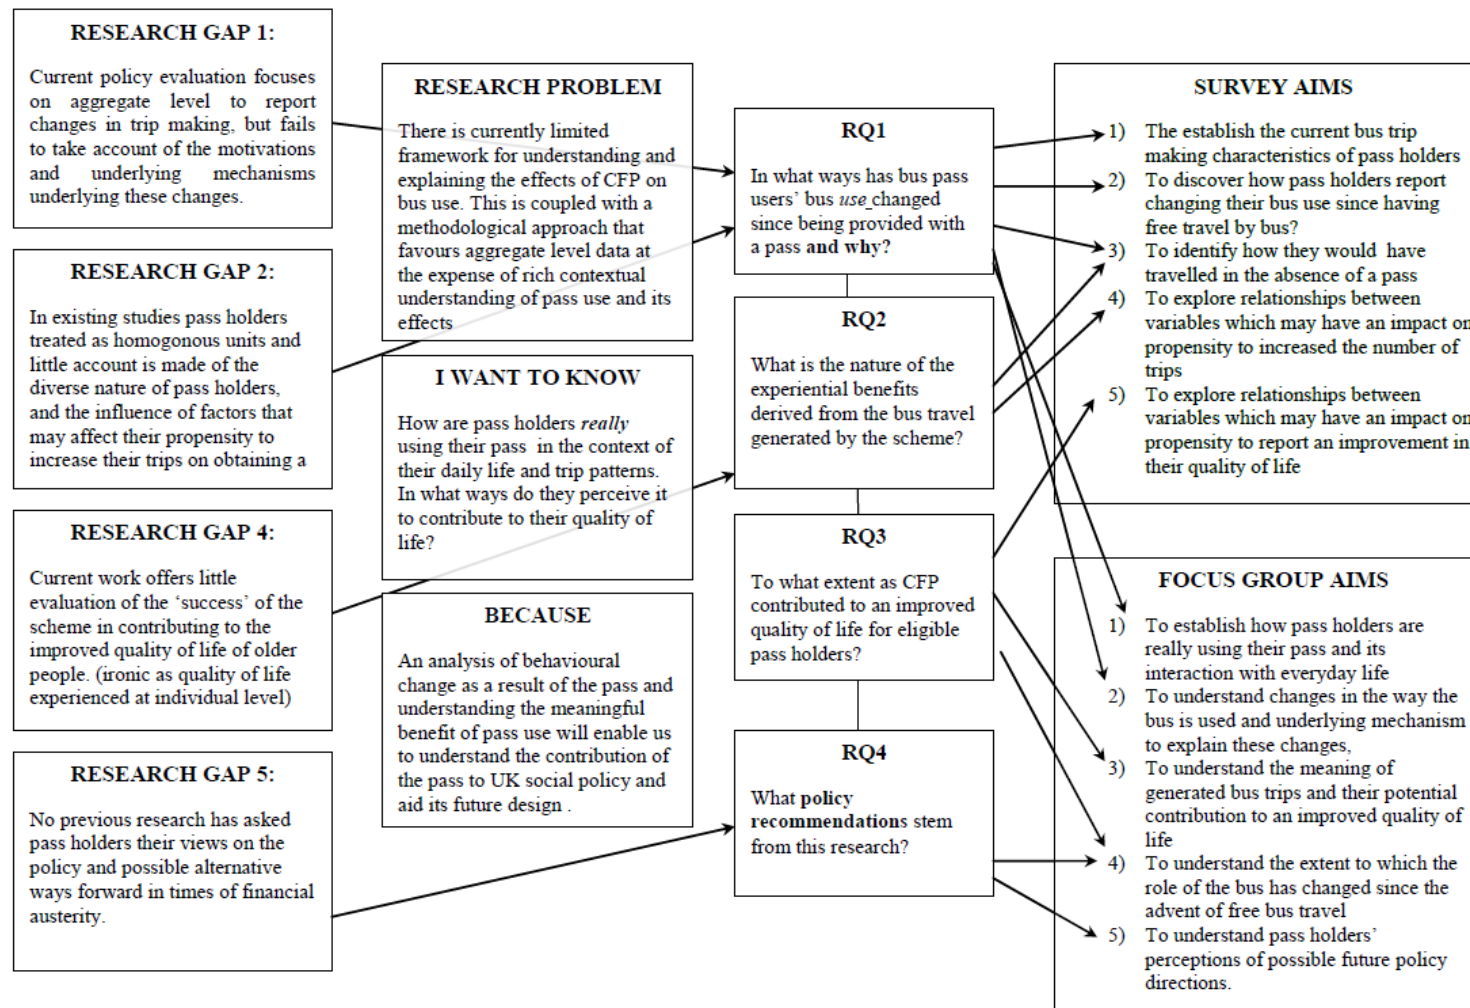 RESEARCH GAP 1:
Current policy evaluation focuses
on aggregate level to report
changes in trip making, but fails
to take account of the motivations
and underlying mechanisms
underlying these changes.
RESEARCH GAP 2:
In existing studies pass holders
treated as homogonous units and
little account is made of the
diverse nature of pass holders,
and the influence of factors that
may affect their propensity to
increase their trips on obtaining a
RESEARCH GAP 4:
Current work offers little
evaluation of the ‘success’ of the
scheme in contributing to the
improved quality of life of older
people. (ironic as quality of life
experienced at individual level)
RESEARCH GAP 5:
No previous research has asked
pass holders their views on the
policy and possible alternative
ways forward in times of financial
austerity.
RESEARCH PROBLEM
There is currently limited
framework for understanding and
explaining the effects of CFP on
bus use. This is coupled with a
methodological approach that
favours aggregate level data at
the expense of rich contextual
understanding of pass use and its
effects
I WANT TO KNOW
How are pass holders really
using their pass in the context of
their daily life and trip patterns.
In what ways do they perceive it
to contribute to their quality of
life?
BECAUSE
An analysis of behavioural
change as a result of the pass and
understanding the meaningful
benefit of pass use will enable us
to understand the contribution of
the pass to UK social policy and
aid its future design .
RQ1
In what ways has bus pass
users’ bus use changed
since being provided with
a pass and why?
RQ2
What is the nature of the
experiential benefits
derived from the bus travel
generated by the scheme?
RQ3
To what extent as CFP
contributed to an improved
quality of life for eligible
pass holders?
RQ4
What policy
recommendations stem
from this research?
SURVEY AIMS
1) The establish the current bus trip
making characteristics of pass holders
2) To discover how pass holders report
changing their bus use since having
free travel by bus?
3) To identify how they would have
travelled in the absence of a pass
4) To explore relationships between
variables which may have an impact on
propensity to increased the number of
trips
5) To explore relationships between
variables which may have an impact on
propensity to report an improvement in
their quality of life
FOCUS GROUP AIMS
1) To establish how pass holders are
really using their pass and its
interaction with everyday life
2) To understand changes in the way the
bus is used and underlying mechanism
to explain these changes,
3) To understand the meaning of
generated bus trips and their potential
contribution to an improved quality of
life
4) To understand the extent to which the
role of the bus has changed since the
advent of free bus travel
5) To understand pass holders’
perceptions of possible future policy
directions.